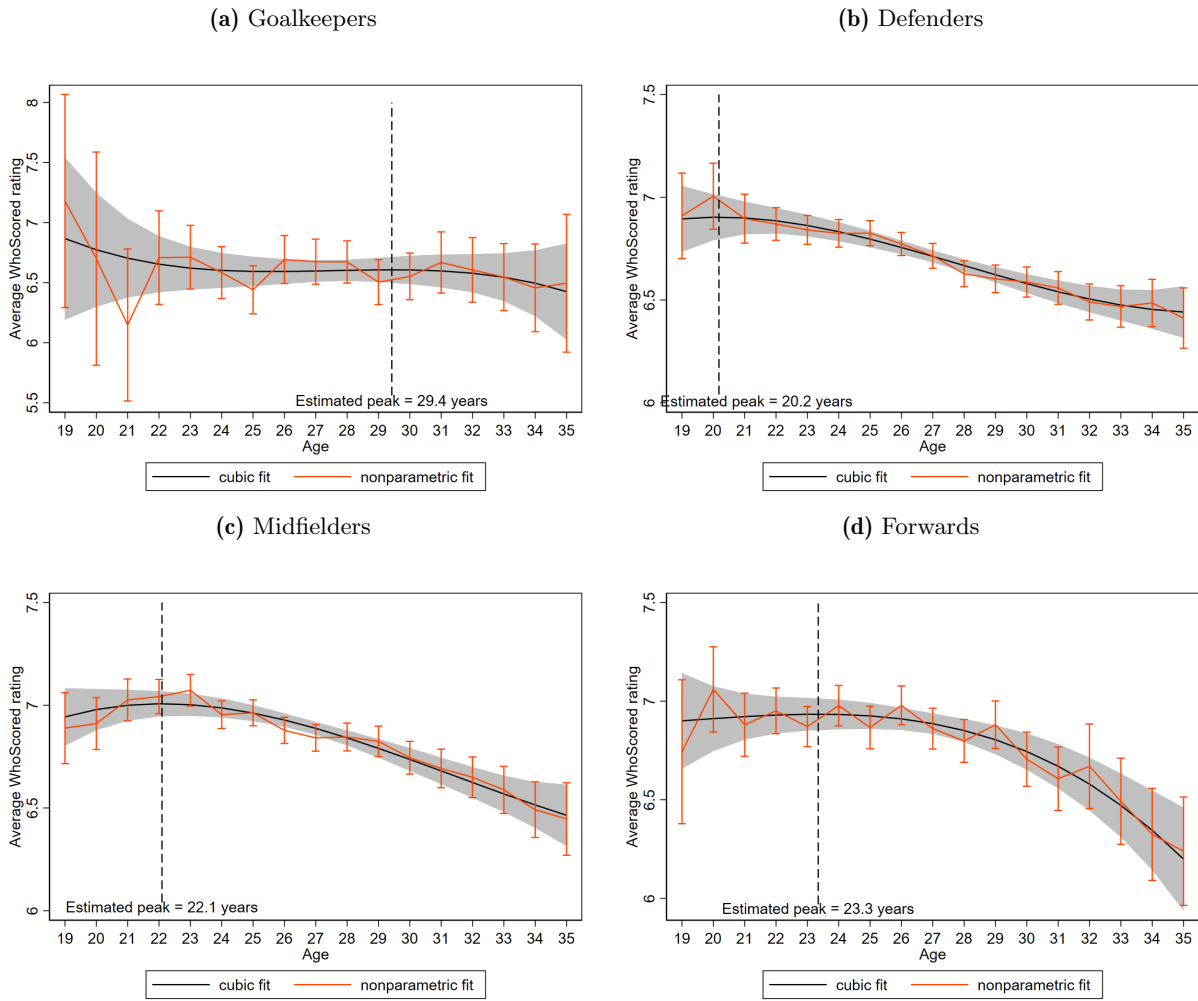 (a) Goalkeepers
Average WhoScored rating
8
7.5
7
6.5
6
5.5
Estimated peak = 29.4 years
19 20 21 22 23 24 25 26 27 28 29 30 31 32 33 34 35
Age
cubic fit nonparametric fit
(b) Defenders
Average WhoScored rating
7.5
7
6.5
6
Estimated peak = 20.2 years
19 20 21 22 23 24 25 26 27 28 29 30 31 32 33 34 35
Age
cubic fit nonparametric fit
(c) Midfielders
Average WhoScored rating
7.5
7
6.5
6
Estimated peak = 22.1 years
19 20 21 22 23 24 25 26 27 28 29 30 31 32 33 34 35
Age
cubic fit nonparametric fit
(d) Forwards
Average WhoScored rating
7.5
7
6.5
6
Estimated peak = 23.3 years
19 20 21 22 23 24 25 26 27 28 29 30 31 32 33 34 35
Age
cubic fit nonparametric fit